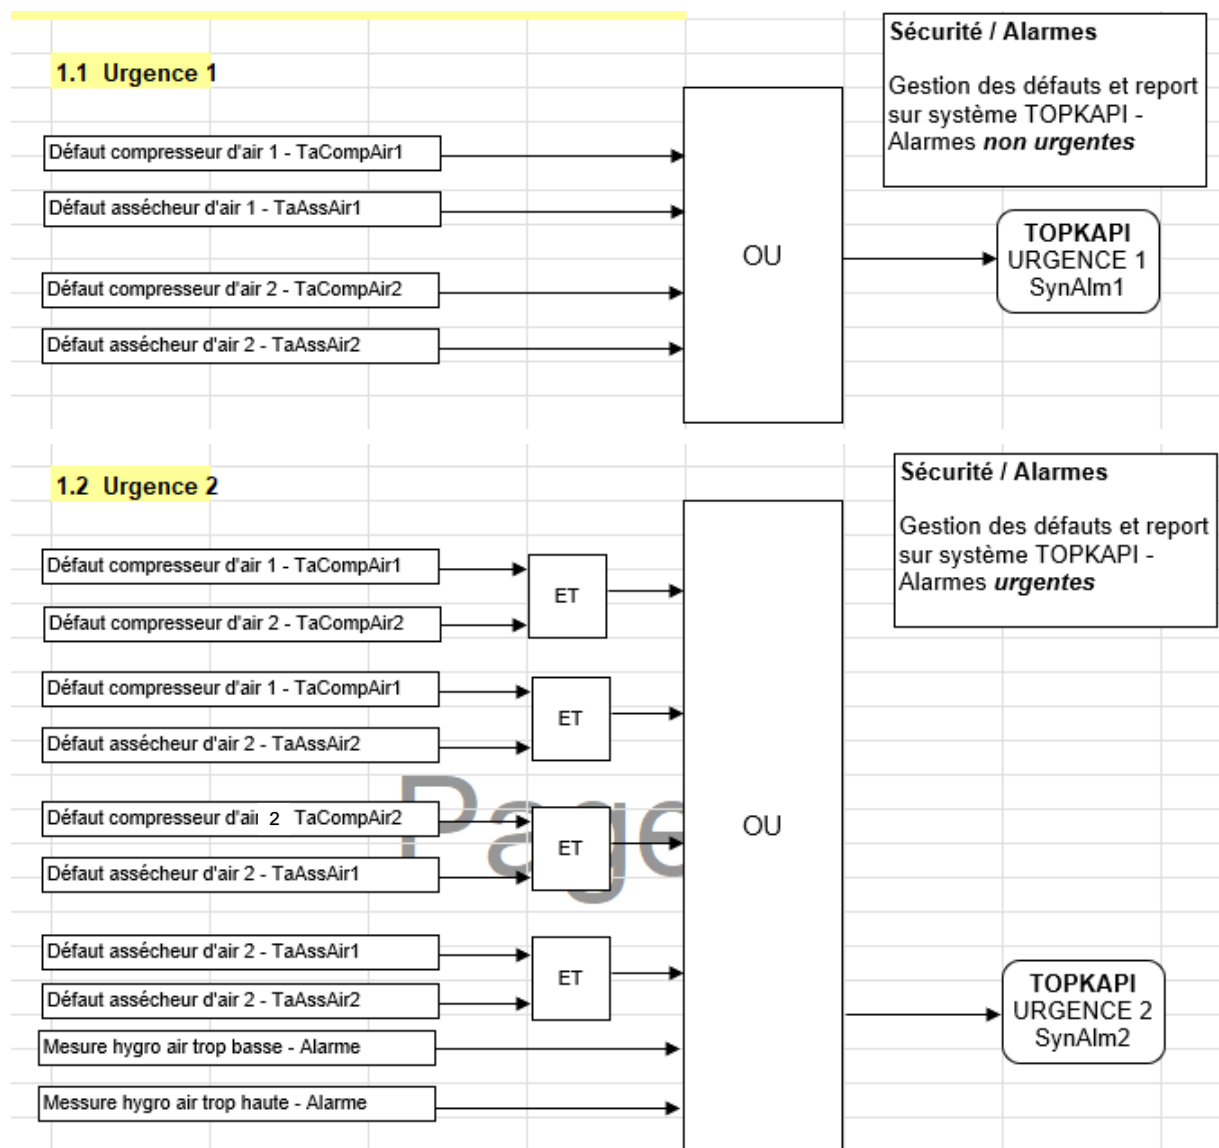 1.1 Urgence 1
Sécurité / Alarmes
Gestion des défauts et report
sur système TOPKAPI -
Alarmes non urgentes
Défaut compresseur d'air 1 - TaCompAir1
Défaut assécheur d'air 1 - TaAssAir1
Défaut compresseur d'air 2 - TaCompAir2
Défaut assécheur d'air 2 - TaAssAir2
OU
TOPKAPI
URGENCE 1
SynAlm1
1.2 Urgence 2
Sécurité / Alarmes
Gestion des défauts et report
sur système TOPKAPI -
Alarmes urgentes
Défaut compresseur d'air 1 - TaCompAir1
Défaut compresseur d'air 2 - TaCompAir2
ET
Défaut compresseur d'air 1 - TaCompAir1
Défaut assécheur d'air 2 - TaAssAir2
ET
Défaut compresseur d'air 2 TaCompAir2
Défaut assécheur d'air 2 - TaAssAir1
ET
Page
Défaut assécheur d'air 2 - TaAssAir1
Défaut assécheur d'air 2 - TaAssAir2
ET
Mesure hygro air trop basse - Alarme
Messure hygro air trop haute - Alarme
OU
TOPKAPI
URGENCE 2
SynAlm2